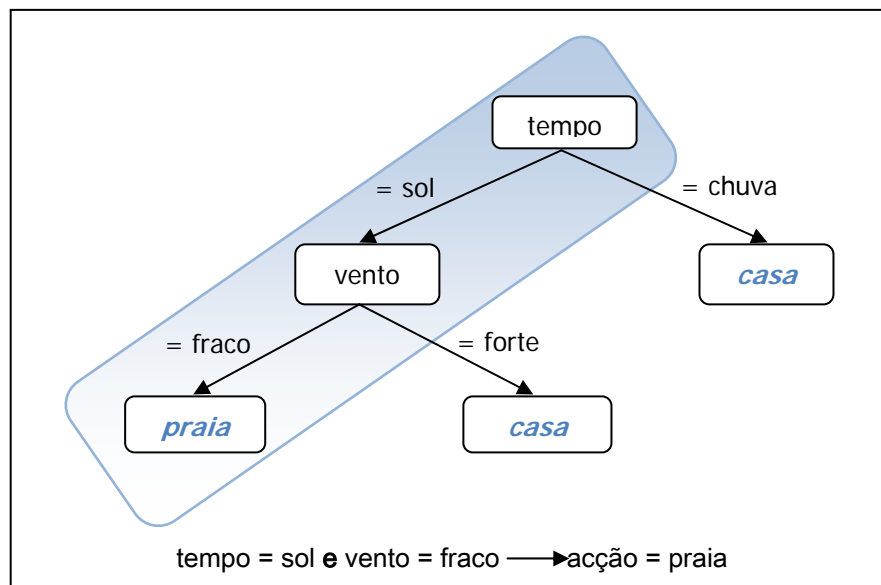 tempo
= sol
= chuva
vento
casa
= fraco
= forte
praia
casa
tempo = sol e vento = fraco → acção = praia